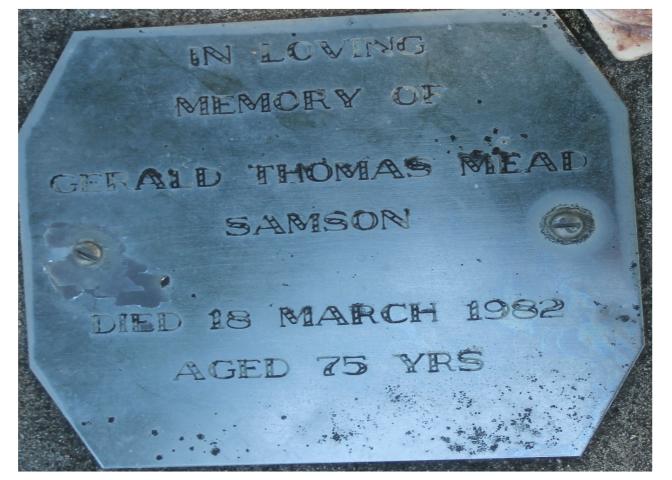 IN LOVING
MEMORY OF
GERALD THOMAS MEAD
SAMSON
DIED 18 MARCH 1982
AGED 75 YRS